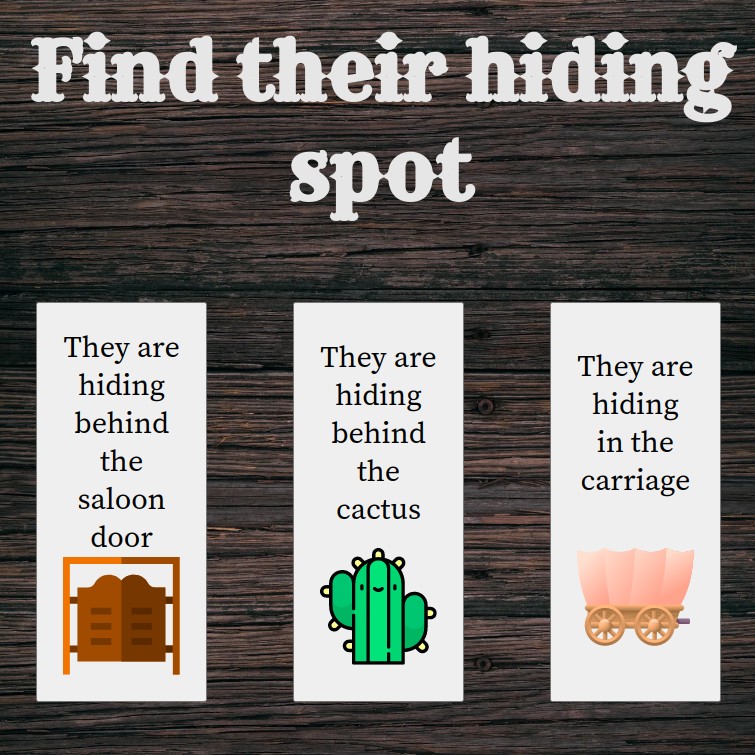 Find their hiding
spot
They are
hiding
behind
the
saloon
door
They are
hiding
behind
the
cactus
They are
hiding
in the
carriage